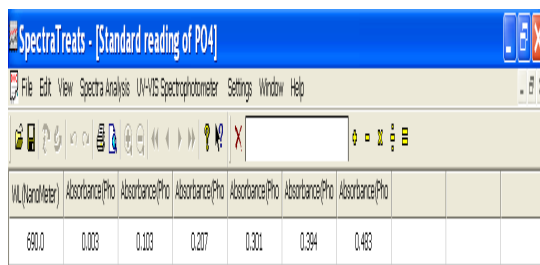 SpectraTreats - [Standard reading of PO4]
File Edit View Spectra Analysis UV-VIS Spectrophotometer Settings Window Help
WL(NanoMeter) Absorbance(Pho Absorbance(Pho Absorbance(Pho Absorbance(Pho Absorbance(Pho Absorbance(Pho
690.0 0.003 0.103 0.207 0.301 0.394 0.483